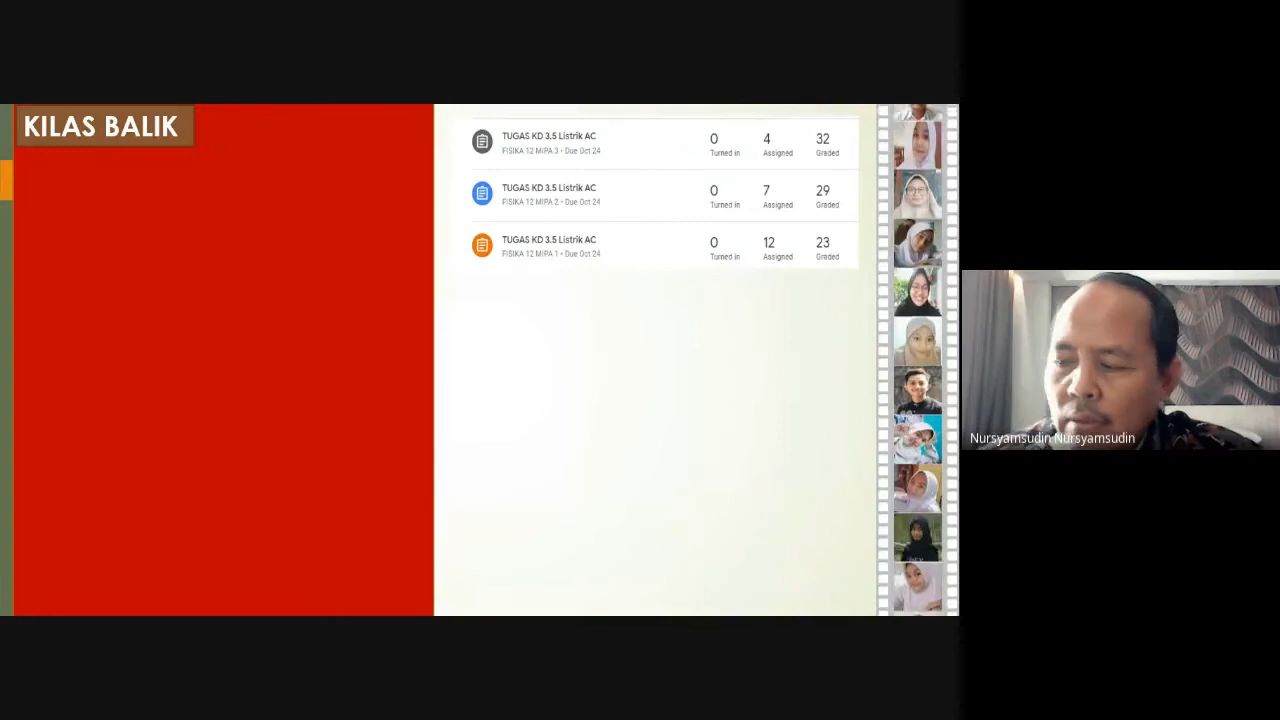 KILAS BALIK
TUGAS KD 3.5 Listrik AC
FISIKA 12 MIPA 3 • Due Oct 24
0 4 32
Turned in Assigned Graded
TUGAS KD 3.5 Listrik AC
FISIKA 12 MIPA 2 • Due Oct 24
0 7 29
Turned in Assigned Graded
TUGAS KD 3.5 Listrik AC
FISIKA 12 MIPA 1 • Due Oct 24
0 12 23
Turned in Assigned Graded
Nursyamsudin Nursyamsudin